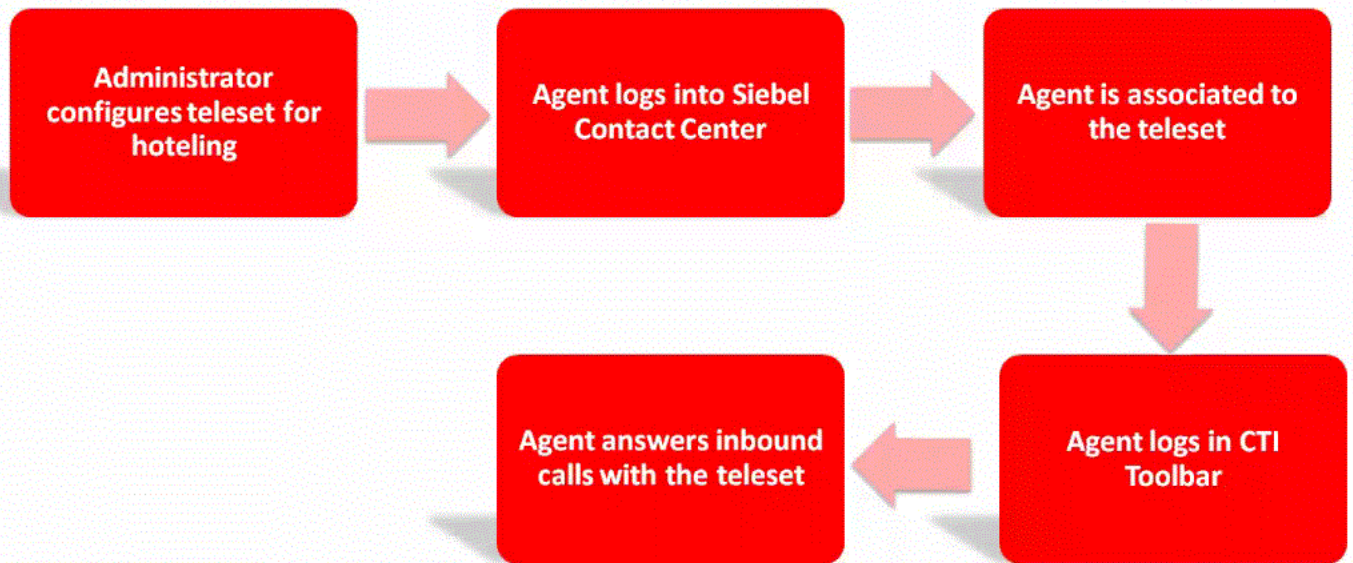 Administrator
configures teleset for
hoteling
Agent logs into Siebel
Contact Center
Agent is associated to
the teleset
Agent logs in CTI
Toolbar
Agent answers inbound
calls with the teleset